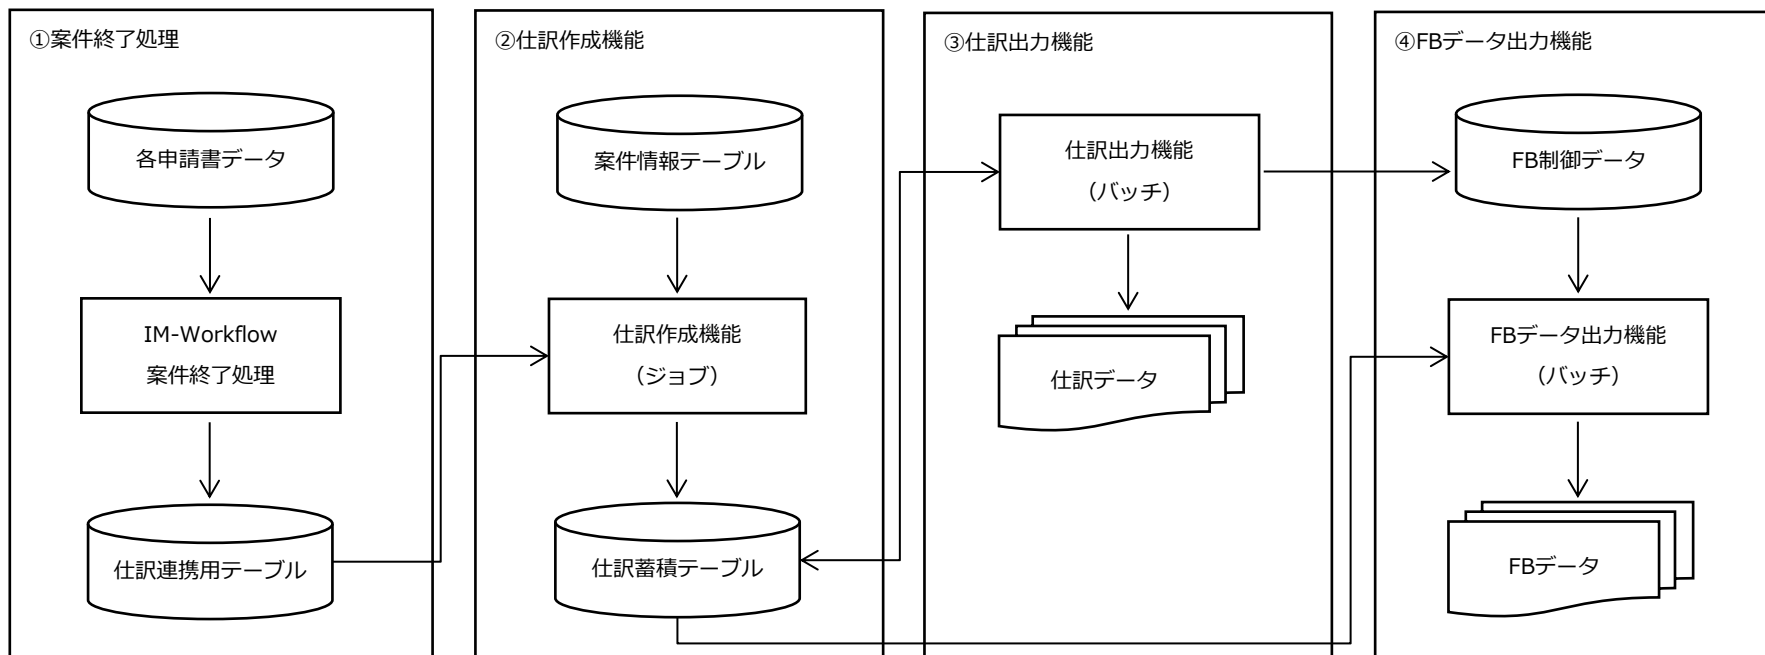 ①案件終了処理
各申請書データ
IM-Workflow
案件終了処理
仕訳連携用テーブル
②仕訳作成機能
案件情報テーブル
仕訳作成機能
（ジョブ）
仕訳蓄積テーブル
③仕訳出力機能
仕訳出力機能
（バッチ）
仕訳データ
④FBデータ出力機能
FB制御データ
FBデータ出力機能
（バッチ）
FBデータ